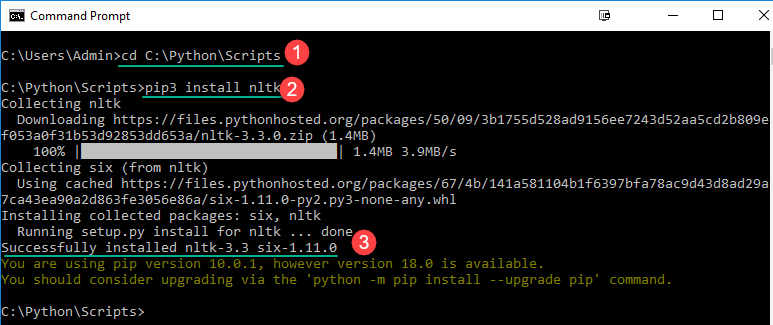 Command Prompt
C:\Users\Admin>cd C:\Python\Scripts 1
C:\Python\Scripts>pip3 install nltk 2
Collecting nltk
Downloading https://files.pythonhosted.org/packages/50/09/3b1755d528ad9156ee7243d52aa5cd2b809e
f053a0f31b53d92853dd653a/nltk-3.3.0.zip (1.4MB)
100% |████████████████████████████████| 1.4MB 3.9MB/s
Collecting six (from nltk)
Using cached https://files.pythonhosted.org/packages/67/4b/141a581104b1f6397bfa78ac9d43d8ad29a
7ca43ea90a2d863fe3056e86a/six-1.11.0-py2.py3-none-any.whl
Installing collected packages: six, nltk
Running setup.py install for nltk ... done
Successfully installed nltk-3.3 six-1.11.0 3
You are using pip version 10.0.1, however version 18.0 is available.
You should consider upgrading via the 'python -m pip install --upgrade pip' command.
C:\Python\Scripts>